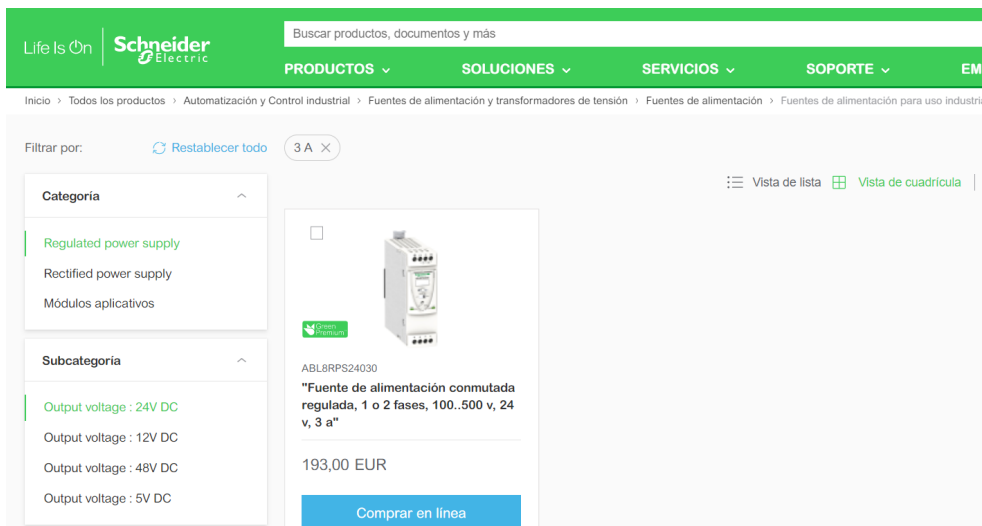 Life Is On
Schneider
Electric
Buscar productos, documentos y más
PRODUCTOS
SOLUCIONES
SERVICIOS
SOPORTE
Inicio > Todos los productos > Automatización y Control industrial > Fuentes de alimentación y transformadores de tensión > Fuentes de alimentación > Fuentes de alimentación para uso
Filtrar por:
Restablecer todo
3 A
Vista de lista
Vista de cuadrícula
Categoría
Regulated power supply
Rectified power supply
Módulos aplicativos
Subcategoría
Output voltage : 24V DC
Output voltage : 12V DC
Output voltage : 48V DC
Output voltage : 5V DC
Green
Premium
ABL8RPS24030
"Fuente de alimentación conmutada
regulada, 1 o 2 fases, 100..500 v, 24
v, 3 a"
193,00 EUR
Comprar en línea